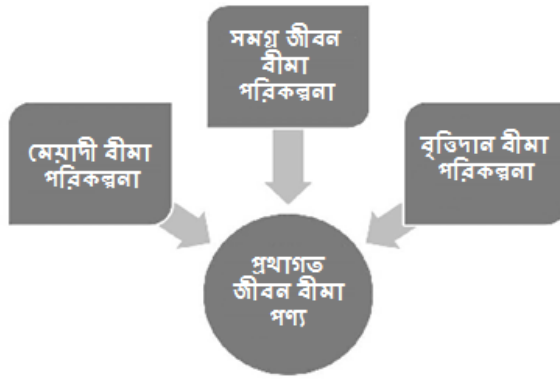 সমগ্র জীবন
বীমা
পরিকল্পনা
মেয়াদী বীমা
পরিকল্পনা
বৃত্তিদান বীমা
পরিকল্পনা
প্রথাগত
জীবন বীমা
পণ্য